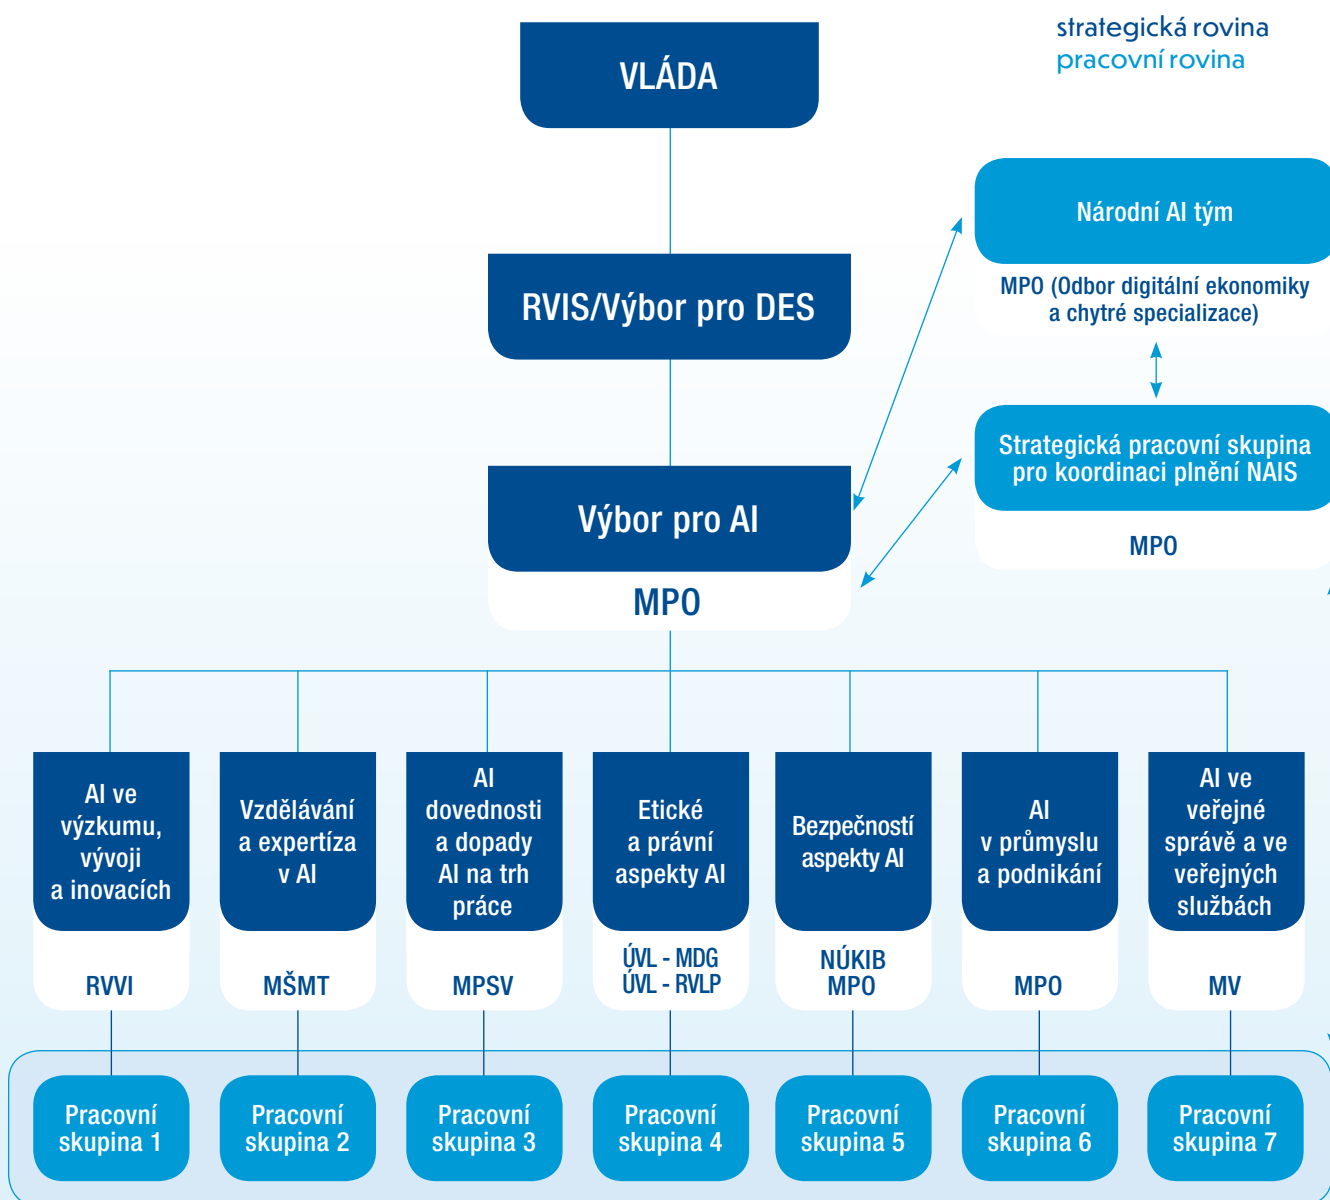 strategická rovina
pracovní rovina
VLÁDA
Národní AI tým
MPO (Odbor digitální ekonomiky
a chytré specializace)
RVIS/Výbor pro DES
Strategická pracovní skupina
pro koordinaci plnění NAIS
MPO
Výbor pro AI
MPO
AI ve
výzkumu,
vývoji
a inovacích
RVVI
Vzdělávání
a expertíza
v AI
MŠMT
AI
dovednosti
a dopady
AI na trh
práce
MPSV
Etické
a právní
aspekty AI
ÚVL - MDG
ÚVL - RVLP
Bezpečností
aspekty AI
NÚKIB
MPO
AI
v průmyslu
a podnikání
MPO
AI ve
veřejné
správě a ve
veřejných
službách
MV
Pracovní
skupina 1
Pracovní
skupina 2
Pracovní
skupina 3
Pracovní
skupina 4
Pracovní
skupina 5
Pracovní
skupina 6
Pracovní
skupina 7